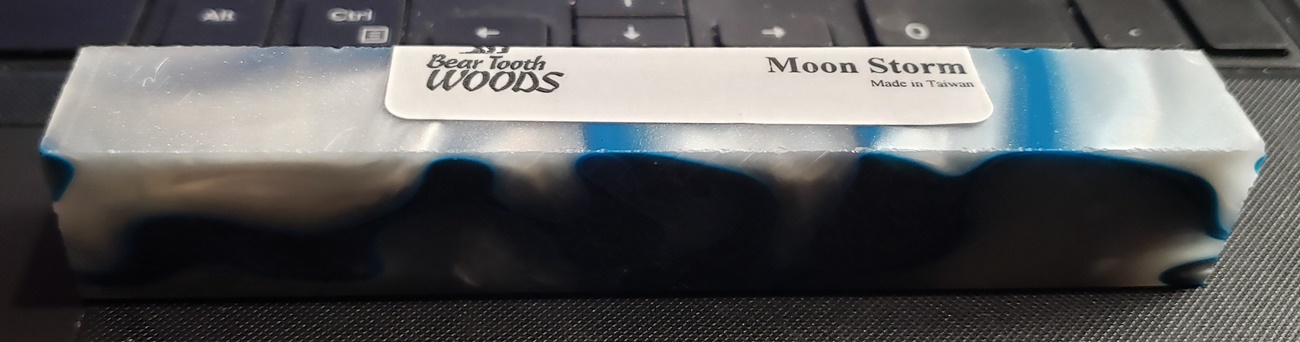 Alt
Ctrl
Bear Tooth
WOODS
Moon Storm
Made in Taiwan